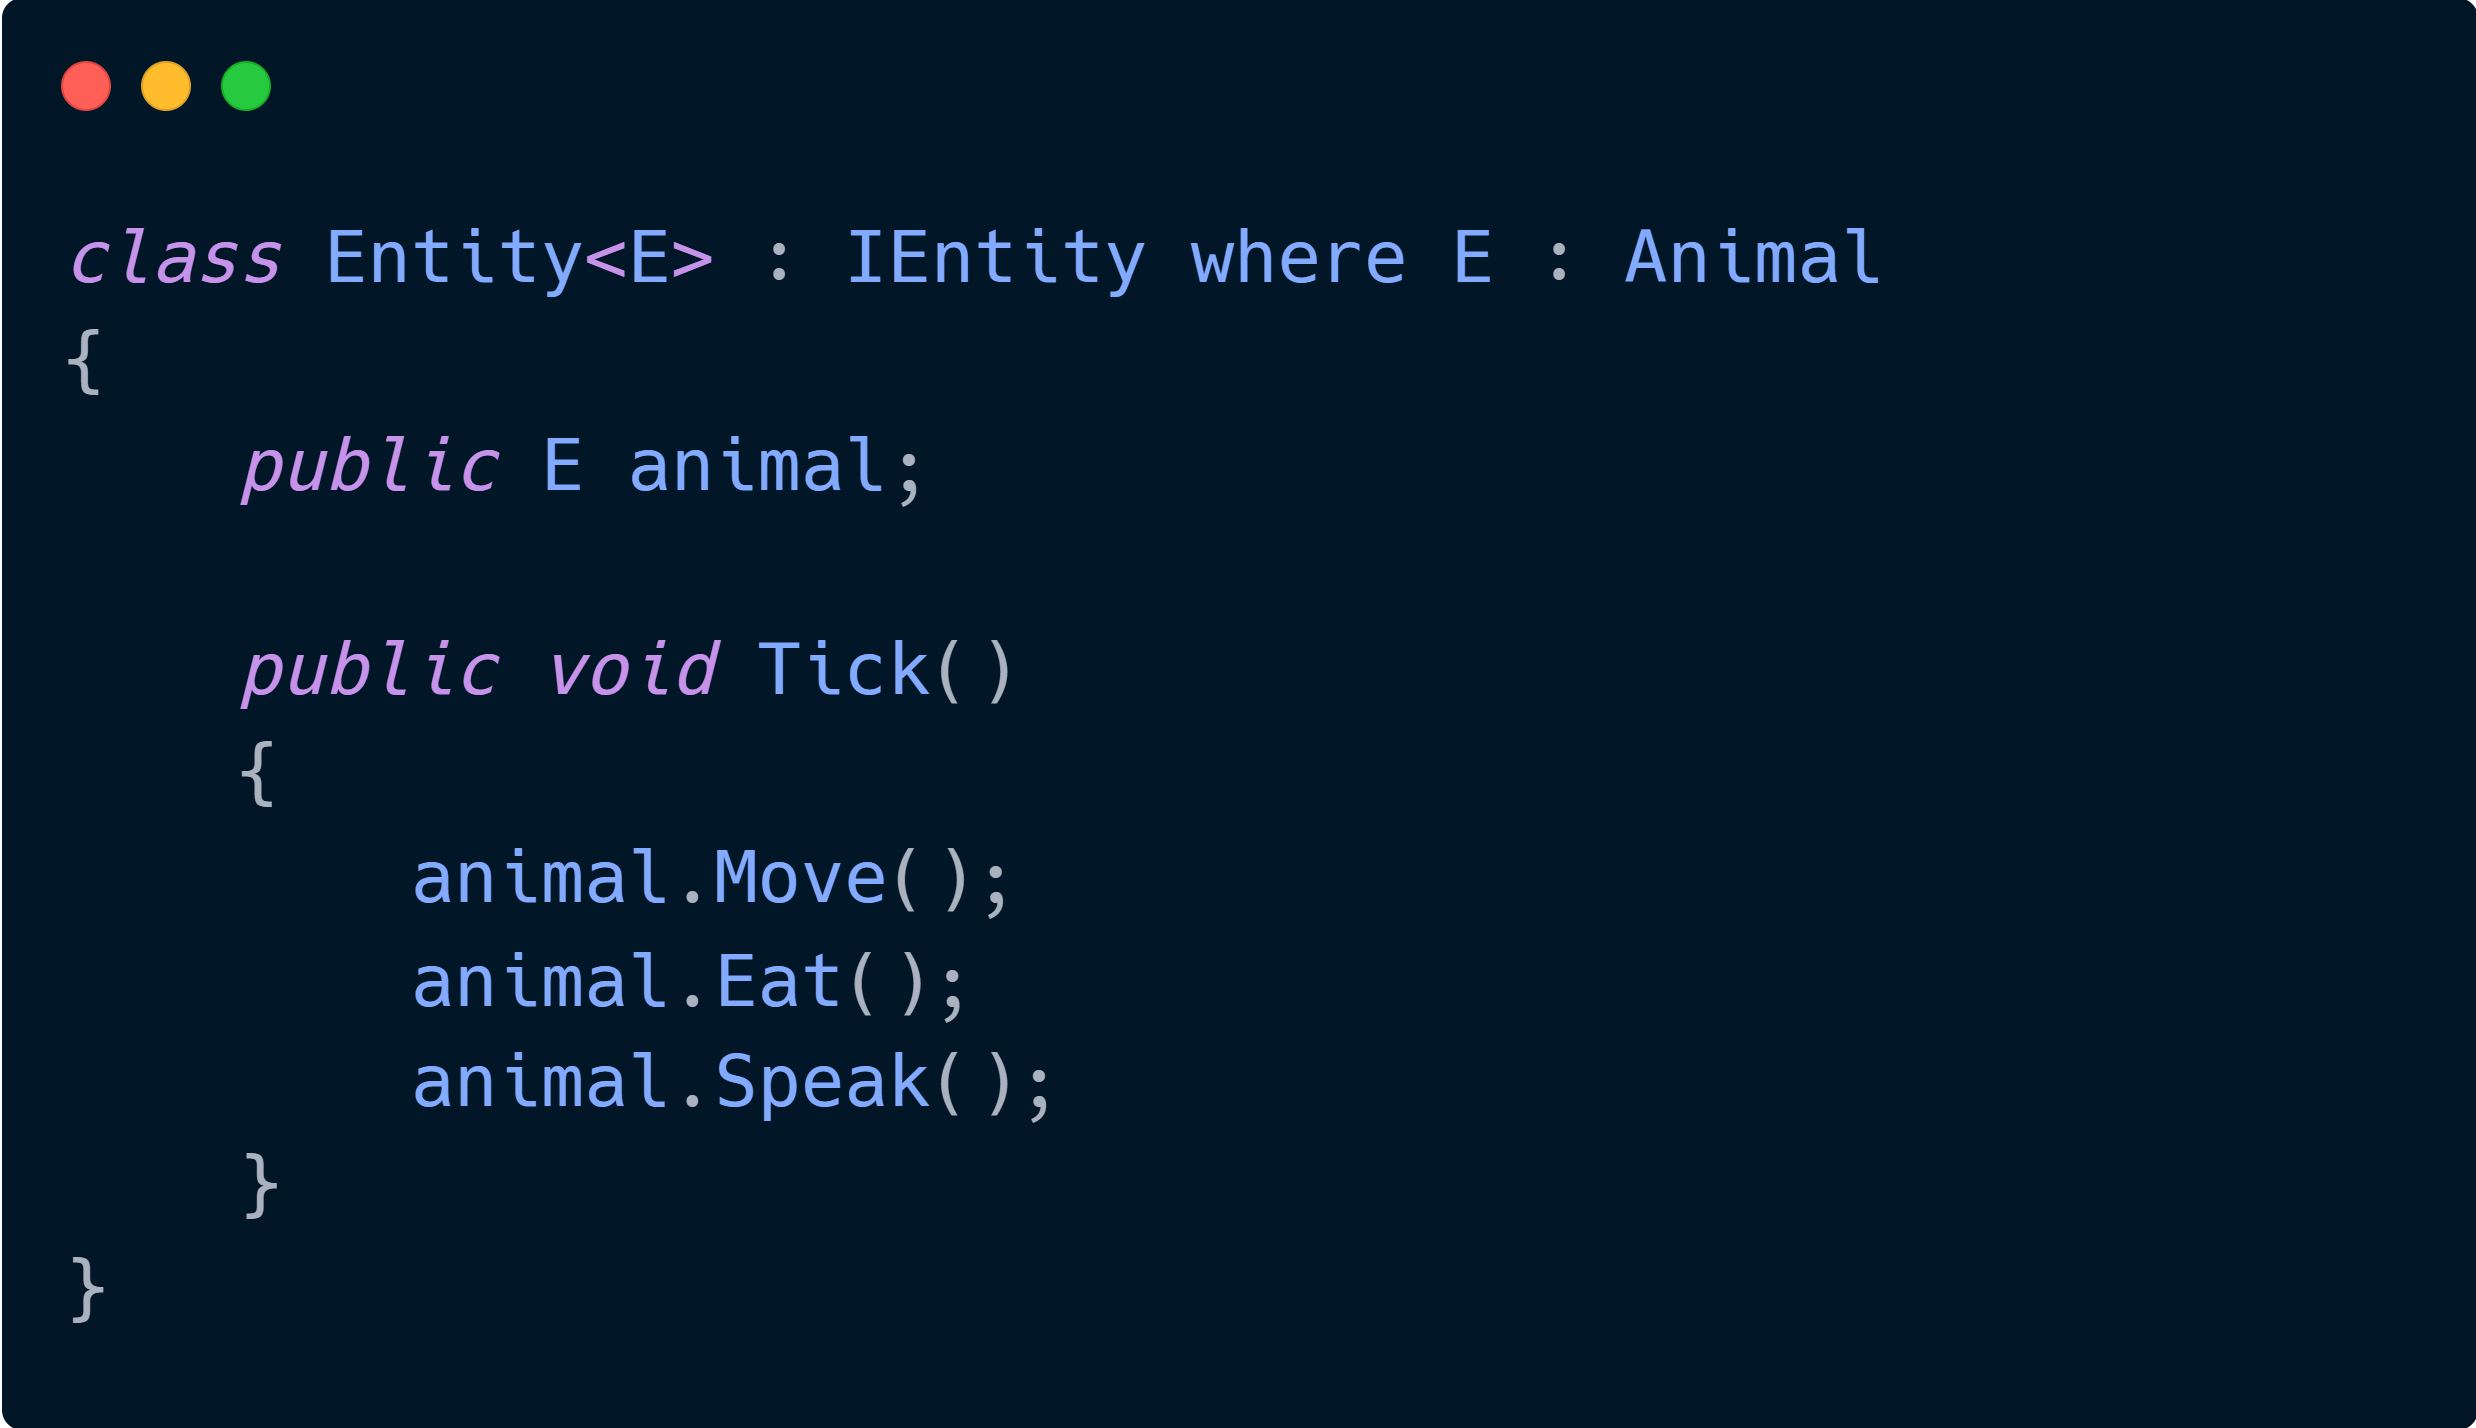 class Entity<E> : IEntity where E : Animal
{
    public E animal;

    public void Tick()
    {
        animal.Move();
        animal.Eat();
        animal.Speak();
    }
}